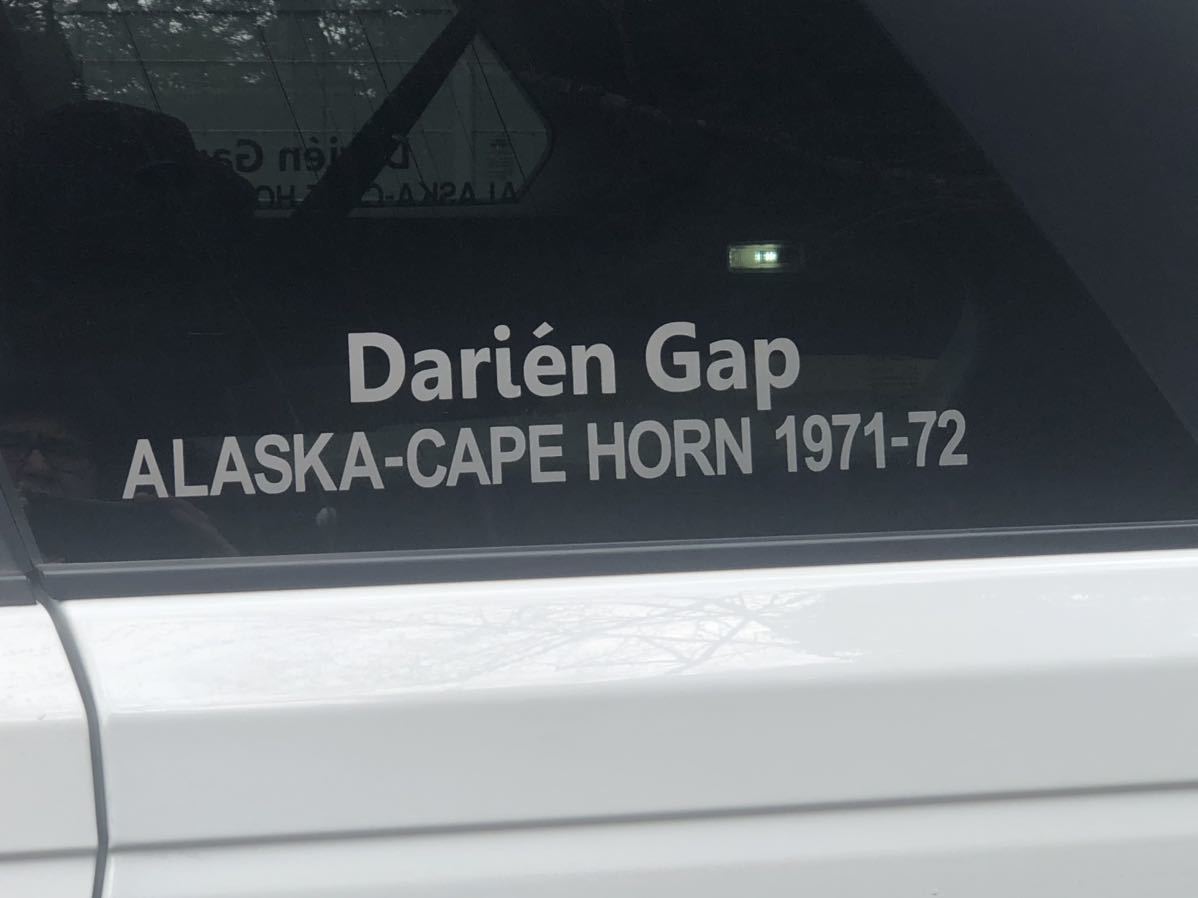 Darién Gap
ALASKA-CAPE HORN 1971-72